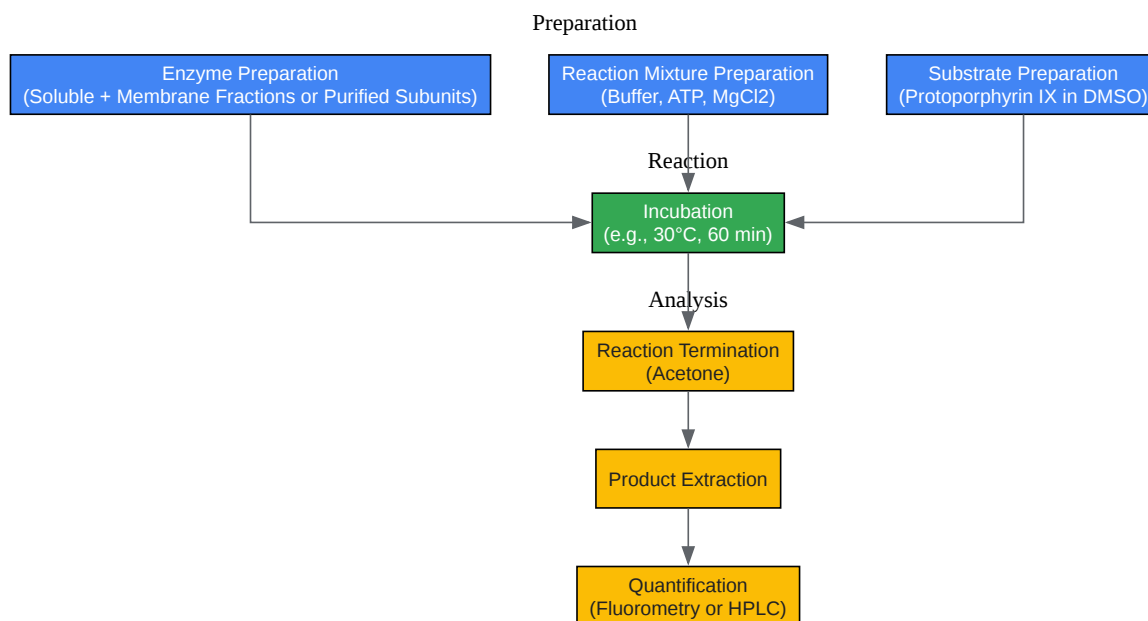 Preparation
Enzyme Preparation
(Soluble + Membrane Fractions or Purified Subunits)
Reaction Mixture Preparation
(Buffer, ATP, MgCl2)
Substrate Preparation
(Protoporphyrin IX in DMSO)
Reaction
Incubation
(e.g., 30°C, 60 min)
Analysis
Reaction Termination
(Acetone)
Product Extraction
Quantification
(Fluorometry or HPLC)